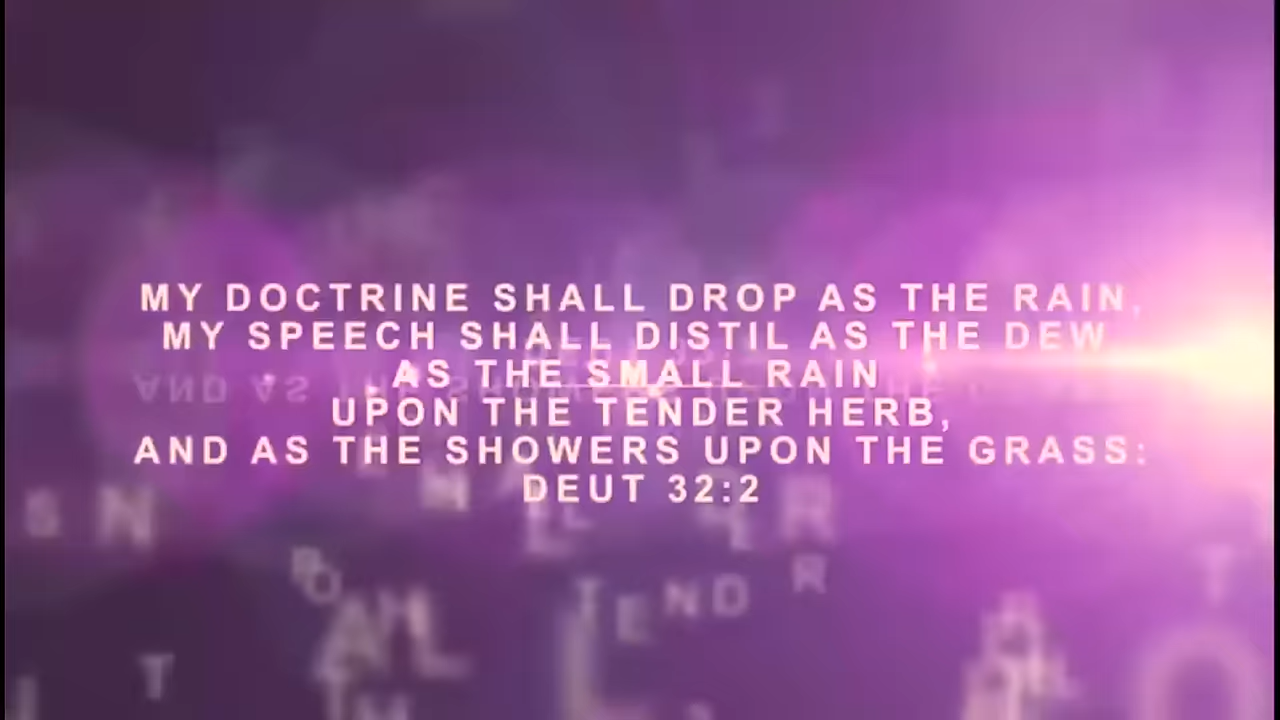 MY DOCTRINE SHALL DROP AS THE RAIN,
MY SPEECH SHALL DISTIL AS THE DEW
AS THE SMALL RAIN
UPON THE TENDER HERB,
AND AS THE SHOWERS UPON THE GRASS:
DEUT 32:2